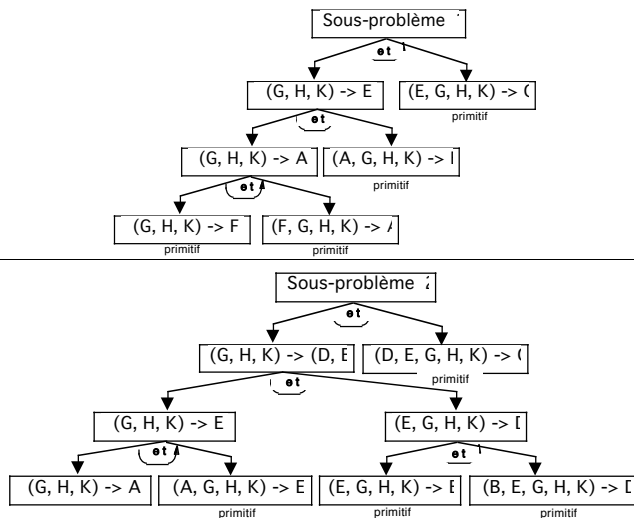 Sous-problème
et
(G, H, K) -> E
(E, G, H, K) ->
primitif
et
(G, H, K) -> A
(A, G, H, K) ->
primitif
et
(G, H, K) -> F
(F, G, H, K) -> A
primitif
primitif
Sous-problème 2
et
(G, H, K) -> (D, E
(D, E, G, H, K) ->
primitif
et
(G, H, K) -> E
(E, G, H, K) ->
et
et
(G, H, K) -> A
(A, G, H, K) -> E
(E, G, H, K) ->
(B, E, G, H, K) -> D
primitif
primitif
primitif